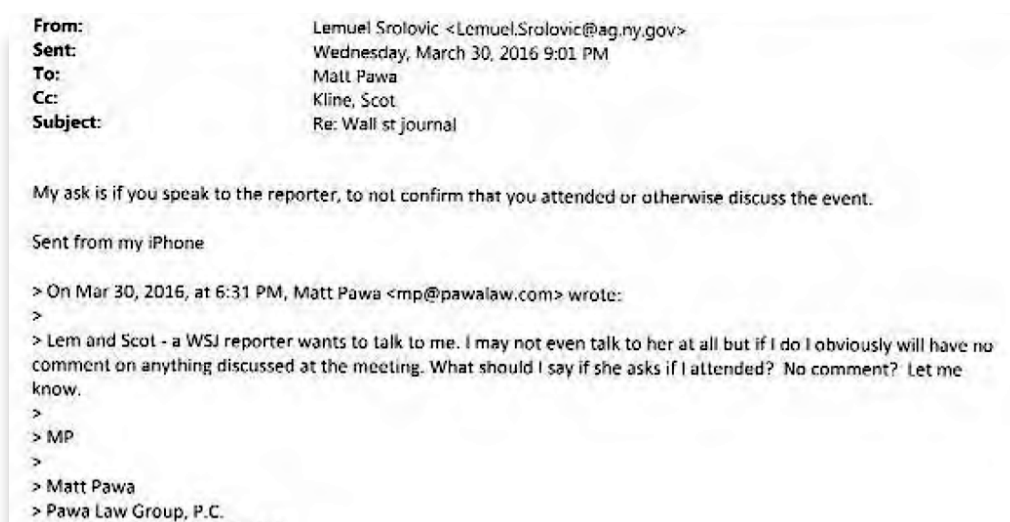 From: Lemuel Srolovic <Lemuel.Srolovic@ag.ny.gov>
Sent: Wednesday, March 30, 2016 9:01 PM
To: Matt Pawa
Cc: Kline, Scot
Subject: Re: Wall st journal
My ask is if you speak to the reporter, to not confirm that you attended or otherwise discuss the event.
Sent from my iPhone
> On Mar 30, 2016, at 6:31 PM, Matt Pawa <mp@pawalaw.com> wrote:
>
> Lem and Scot - a WSJ reporter wants to talk to me. I may not even talk to her at all but if I do I obviously will have no
comment on anything discussed at the meeting. What should I say if she asks if I attended? No comment? Let me
know.
>
> MP
>
> Matt Pawa
> Pawa Law Group, P.C.